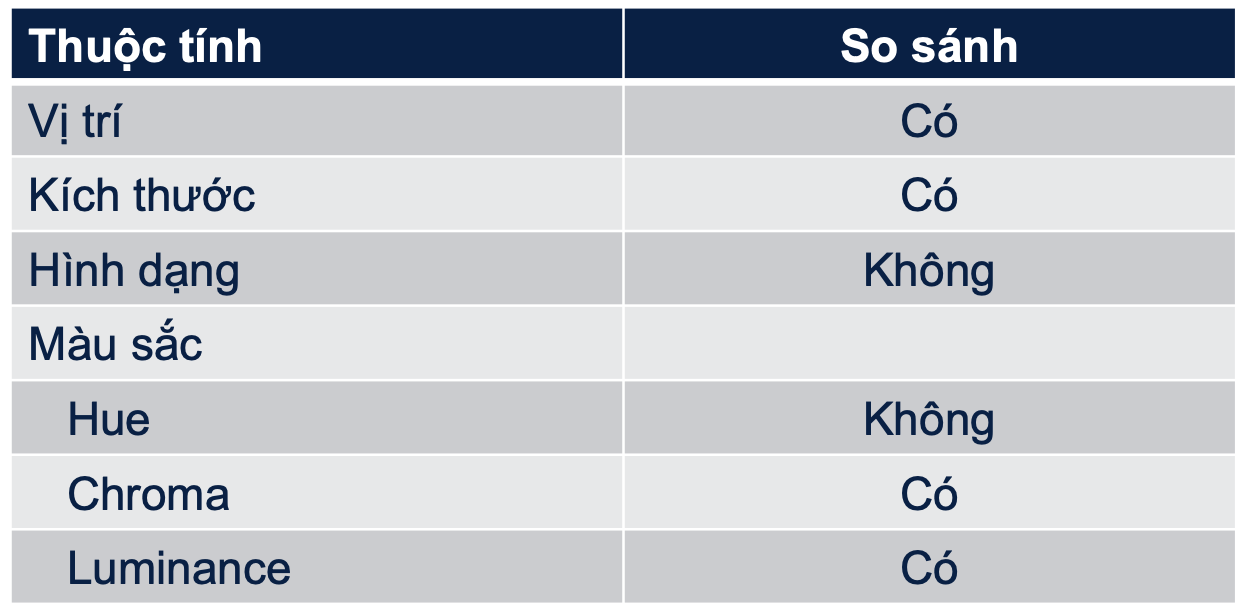 Thuộc tính So sánh
Vị trí Có
Kích thước Có
Hình dạng Không
Màu sắc
Hue Không
Chroma Có
Luminance Có